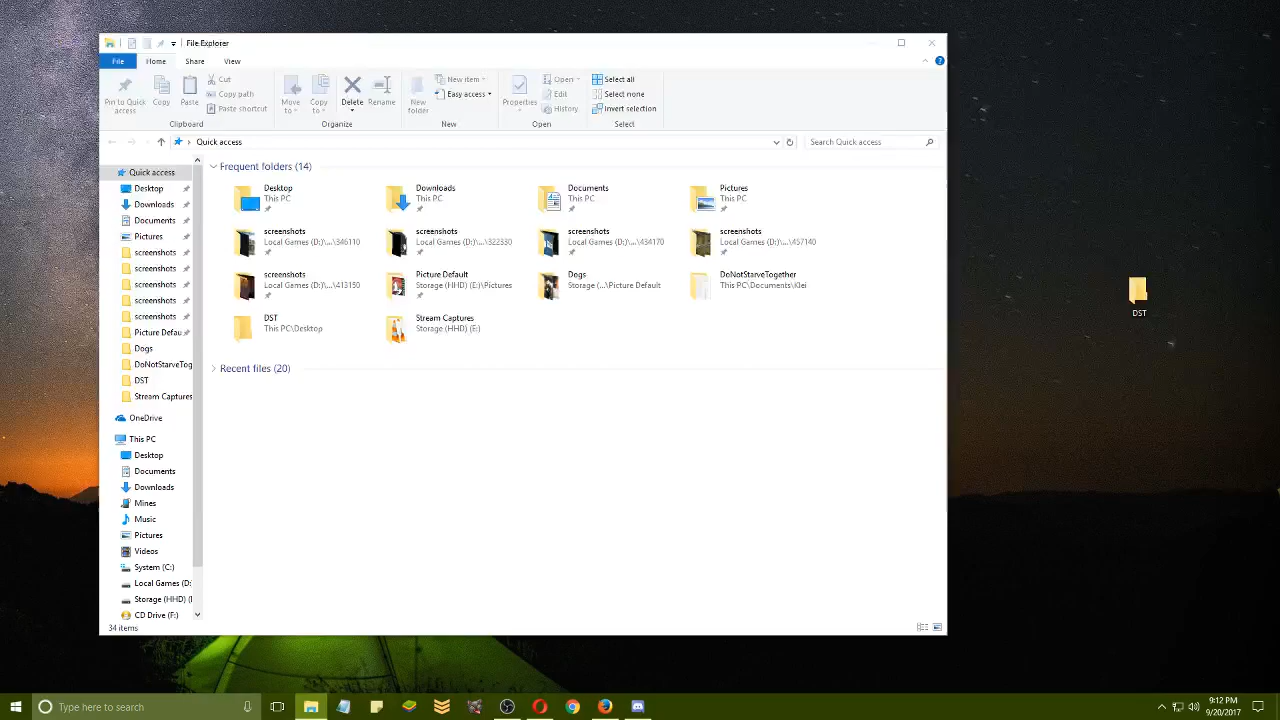 File Explorer
File Home Share View
Pin to Quick access
Copy
Paste
Cut
Copy path
Paste shortcut
Clipboard
Move to
Copy to
Delete
Rename
Organize
New folder
New item
Easy access
New
Properties
Open
Edit
History
Open
Select all
Select none
Invert selection
Select
Quick access
Search Quick access
Quick access
Desktop
Downloads
Documents
Pictures
screenshots
screenshots
screenshots
screenshots
screenshots
Picture Defau
Dogs
DoNotStarveTog
DST
Stream Captures
OneDrive
This PC
Desktop
Documents
Downloads
Mines
Music
Pictures
Videos
System (C:)
Local Games (D:
Storage (HHD) (
CD Drive (F:)
34 items
Frequent folders (14)
Desktop
This PC
Downloads
This PC
Documents
This PC
Pictures
This PC
screenshots
Local Games (D:)\...\346110
screenshots
Local Games (D:)\...\322330
screenshots
Local Games (D:)\...\434170
screenshots
Local Games (D:)\...\457140
screenshots
Local Games (D:)\...\413150
Picture Default
Storage (HHD) (E:)\Pictures
Dogs
Storage (...\Picture Default
DoNotStarveTogether
This PC\Documents\Klei
DST
This PC\Desktop
Stream Captures
Storage (HHD) (E:)
Recent files (20)
DST
Type here to search
9:12 PM
9/20/2017